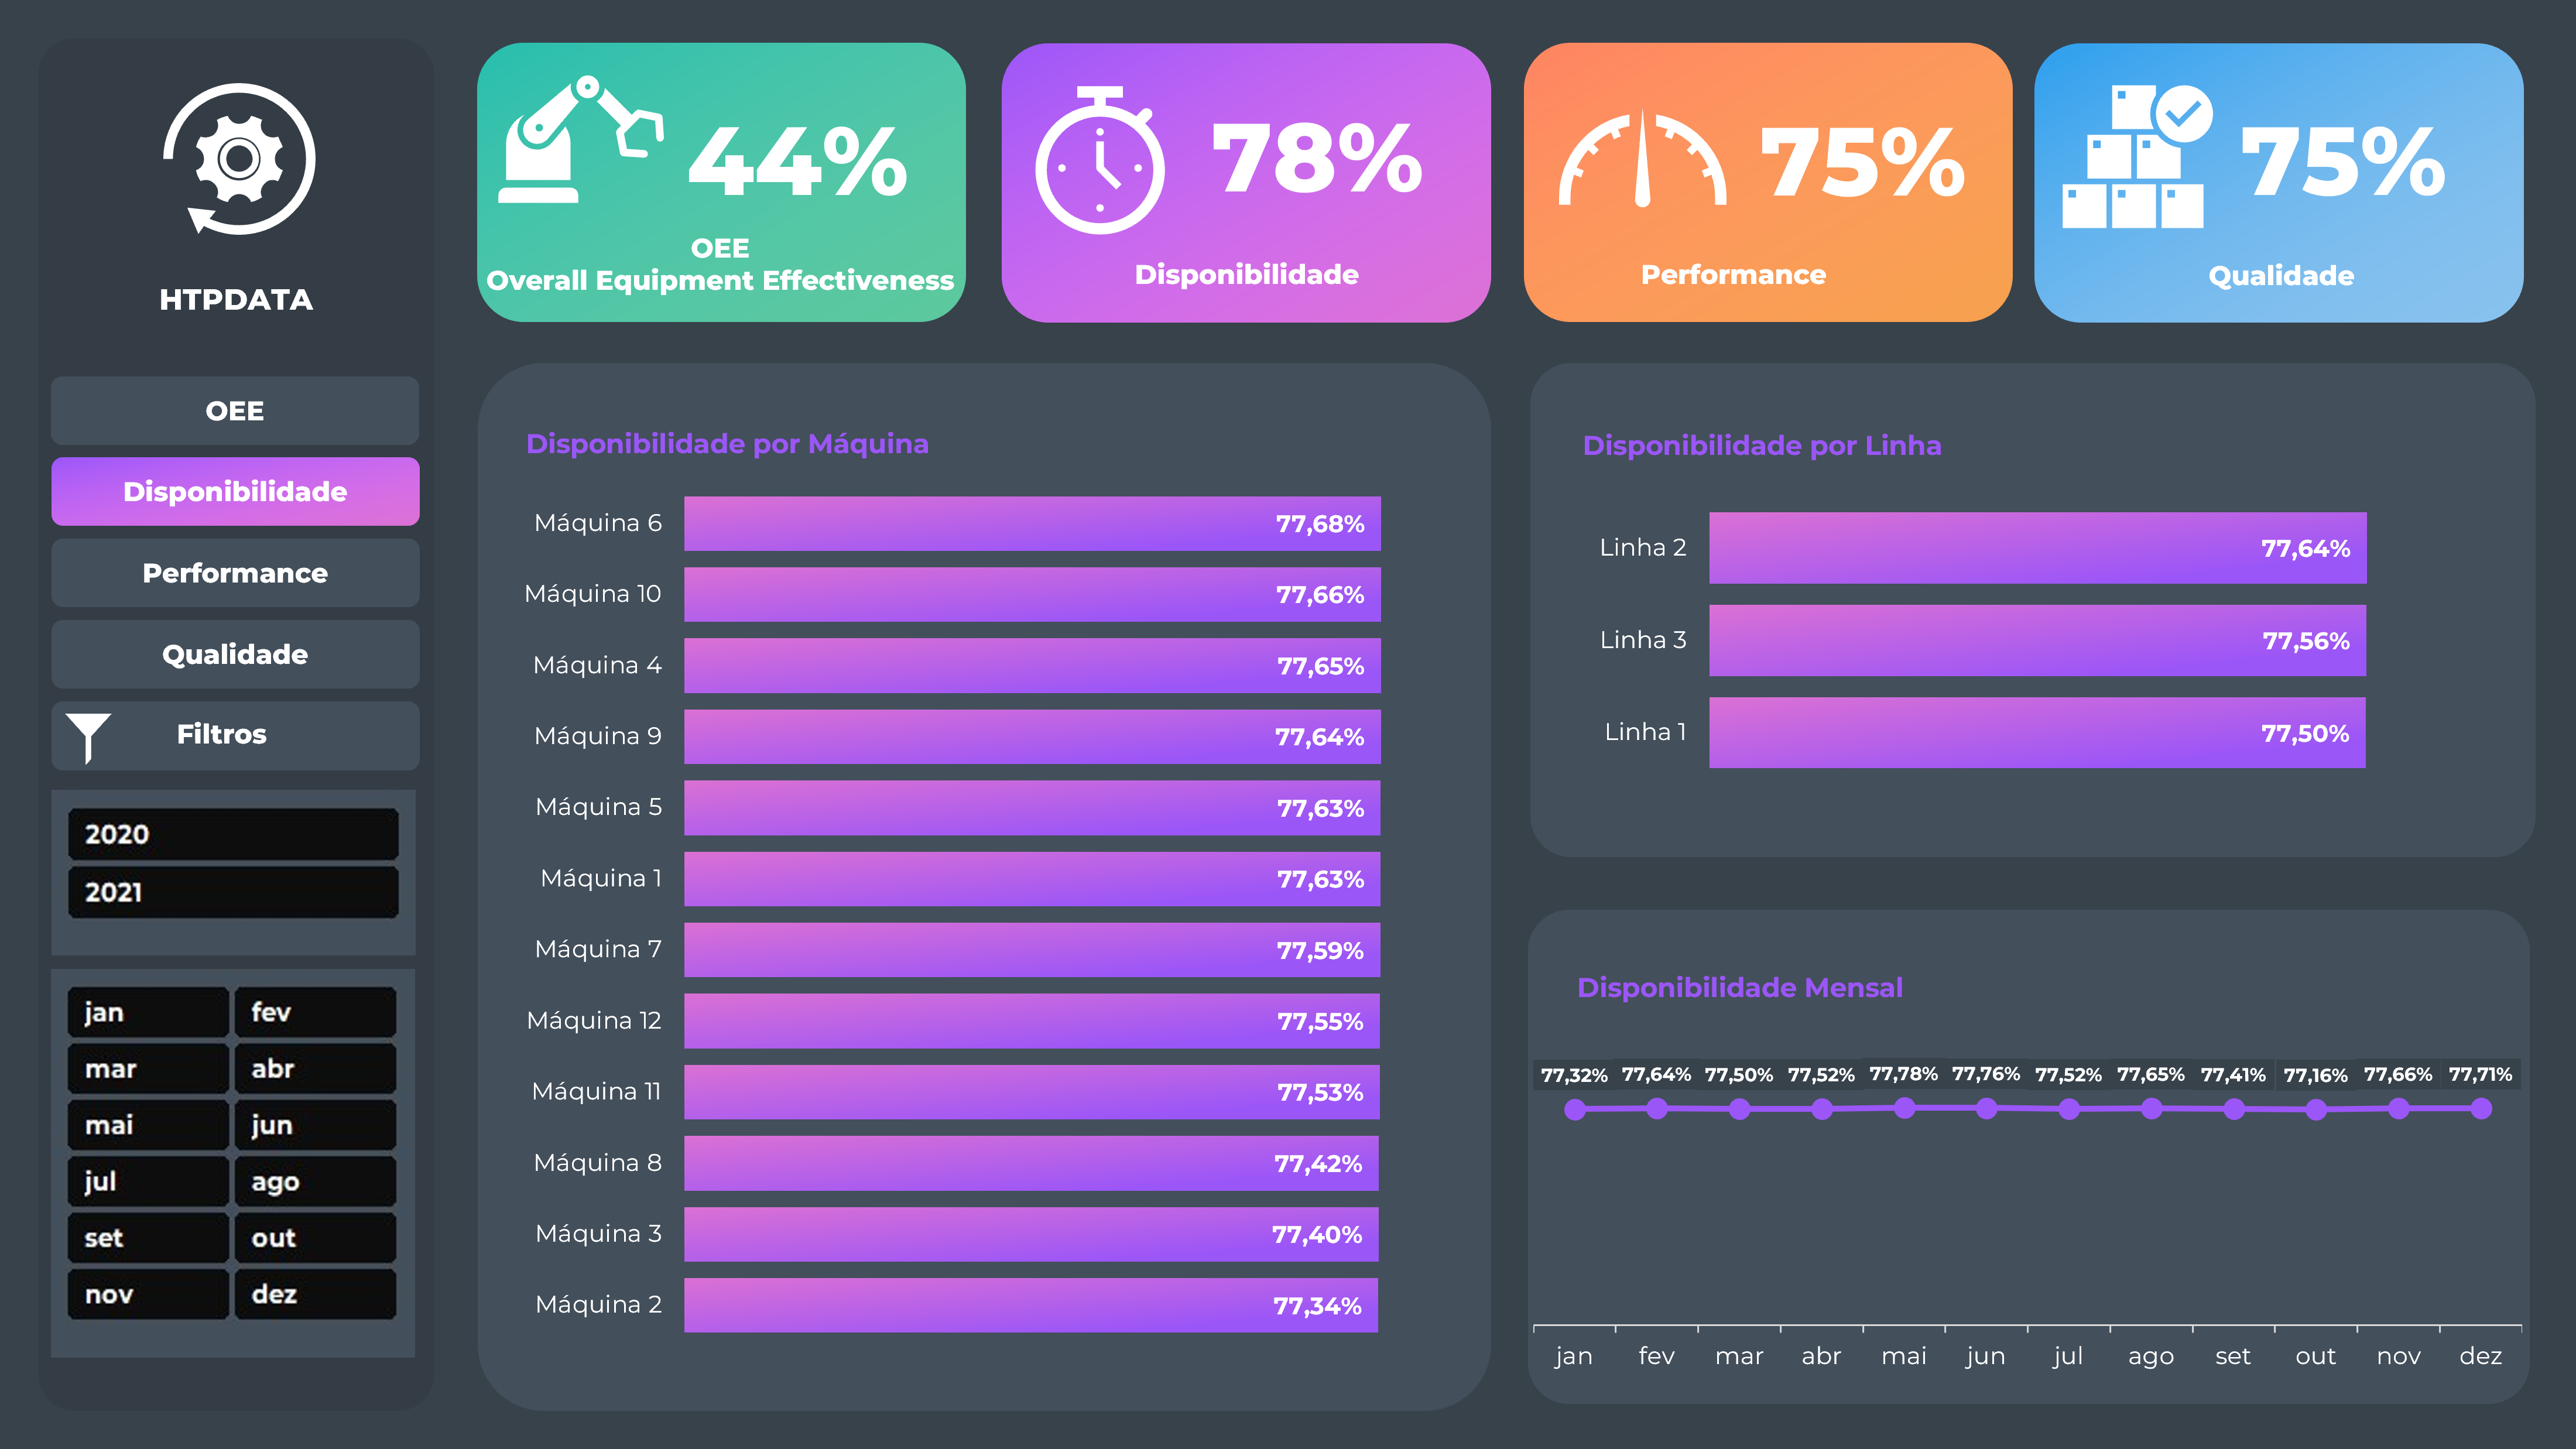 HTPDATA
OEE
Disponibilidade
Performance
Qualidade
Filtros
2020
2021
jan
fev
mar
abr
mai
jun
jul
ago
set
out
nov
dez
44%
OEE
Overall Equipment Effectiveness
78%
Disponibilidade
75%
Performance
75%
Qualidade
Disponibilidade por Máquina
Máquina 6 77,68%
Máquina 10 77,66%
Máquina 4 77,65%
Máquina 9 77,64%
Máquina 5 77,63%
Máquina 1 77,63%
Máquina 7 77,59%
Máquina 12 77,55%
Máquina 11 77,53%
Máquina 8 77,42%
Máquina 3 77,40%
Máquina 2 77,34%
Disponibilidade por Linha
Linha 2 77,64%
Linha 3 77,56%
Linha 1 77,50%
Disponibilidade Mensal
77,32% 77,64% 77,50% 77,52% 77,78% 77,76% 77,52% 77,65% 77,41% 77,16% 77,66% 77,71%
jan fev mar abr mai jun jul ago set out nov dez